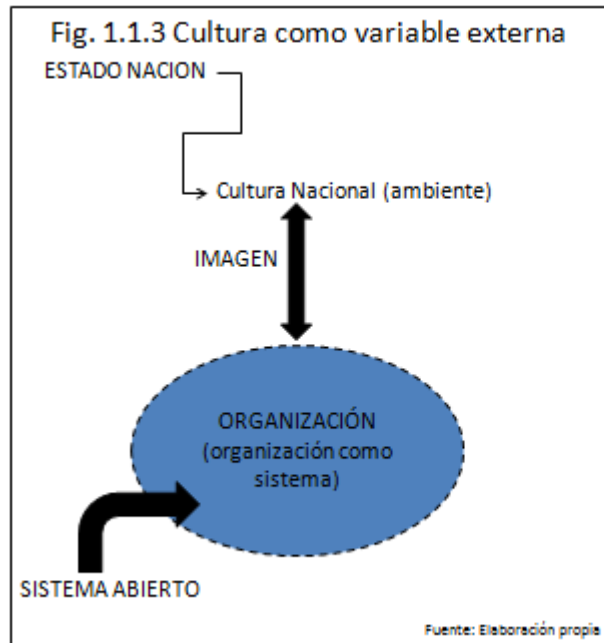 Fig. 1.1.3 Cultura como variable externa
ESTADO NACION
Cultura Nacional (ambiente)
IMAGEN
ORGANIZACIÓN
(organización como
sistema)
SISTEMA ABIERTO
Fuente: Elaboración propia